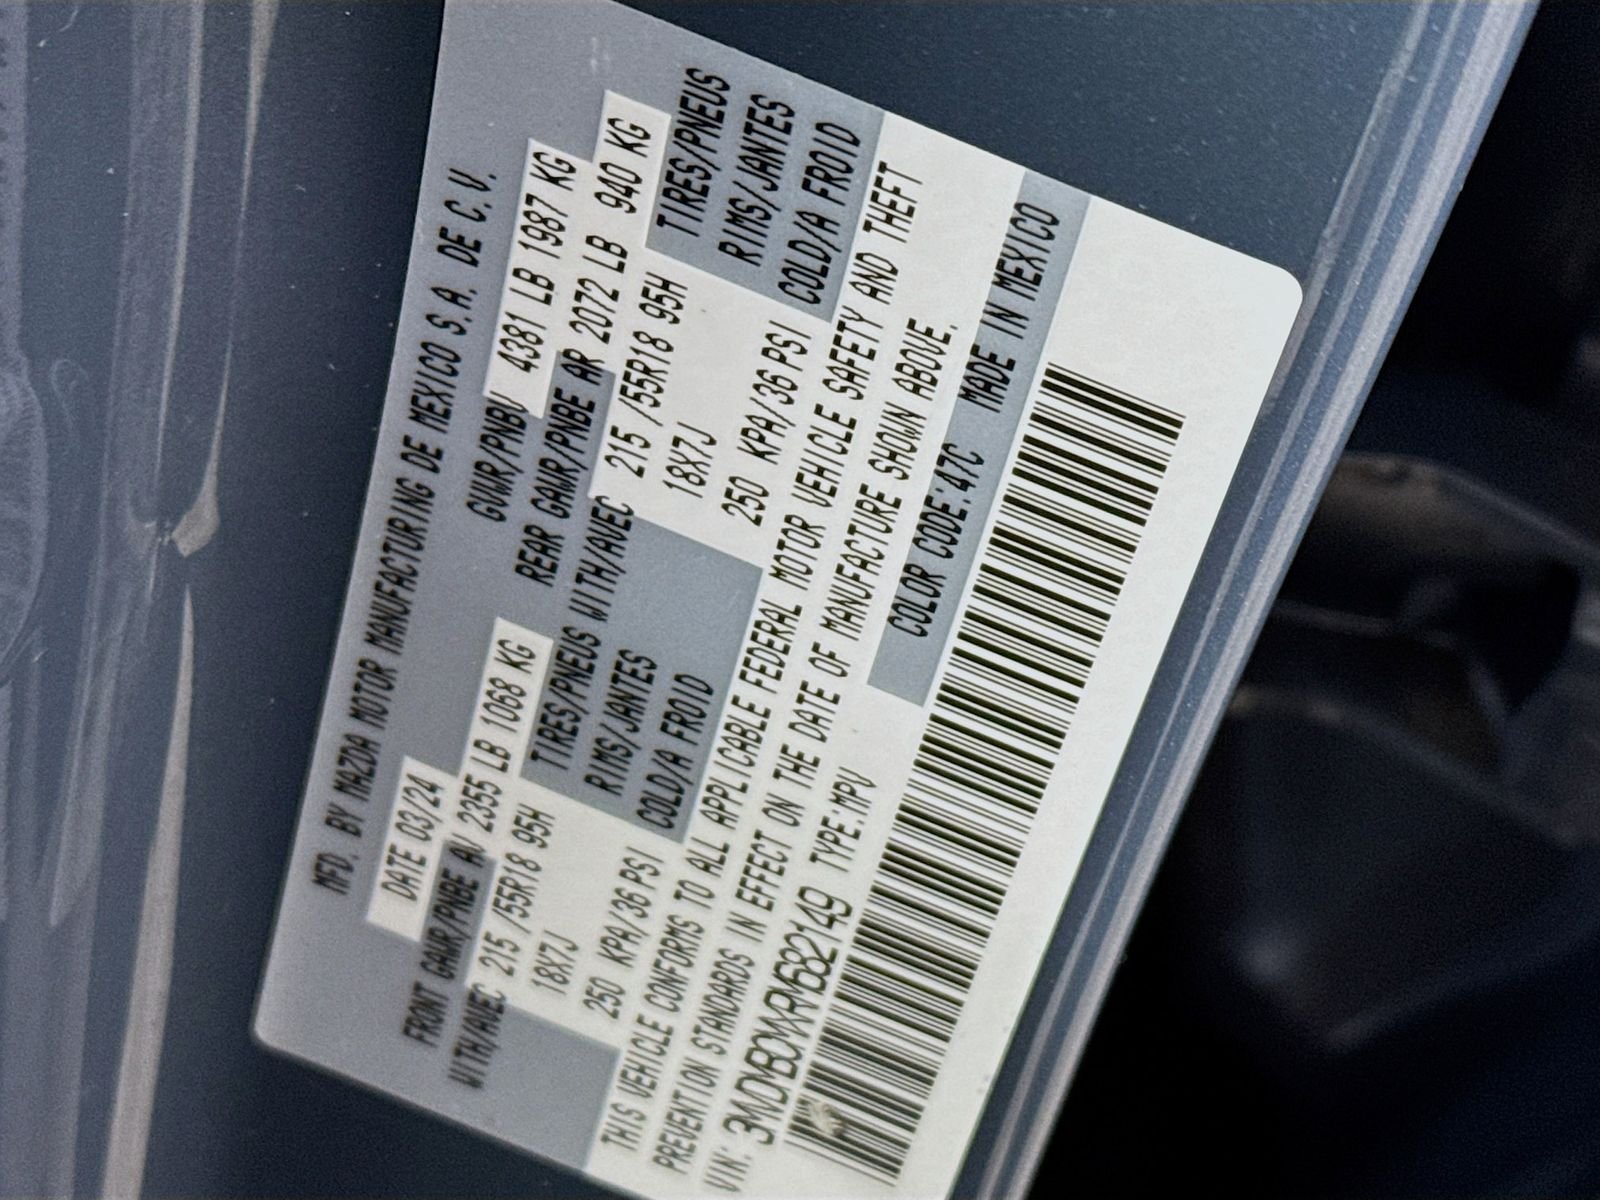 MFD. BY MAZDA MOTOR MANUFACTURING DE MEXICO S.A. DE C.V.
DATE 03/24 GVWR/PNBV 4381 LB 1987 KG
FRONT GAWR/PNBE AV 2355 LB 1068 KG REAR GAWR/PNBE AR 2072 LB 940 KG
WITH/AVEC 215 /55R18 95H TIRES/PNEUS WITH/AVEC 215 /55R18 95H TIRES/PNEUS
18X7J RIMS/JANTES 18X7J RIMS/JANTES
250 KPA/36 PSI COLD/A FROID 250 KPA/36 PSI COLD/A FROID
THIS VEHICLE CONFORMS TO ALL APPLICABLE FEDERAL MOTOR VEHICLE SAFETY AND THEFT
PREVENTION STANDARDS IN EFFECT ON THE DATE OF MANUFACTURE SHOWN ABOVE.
VIN: 3MVDMBCMXRM682149 TYPE:MPV COLOR CODE:47C MADE IN MEXICO